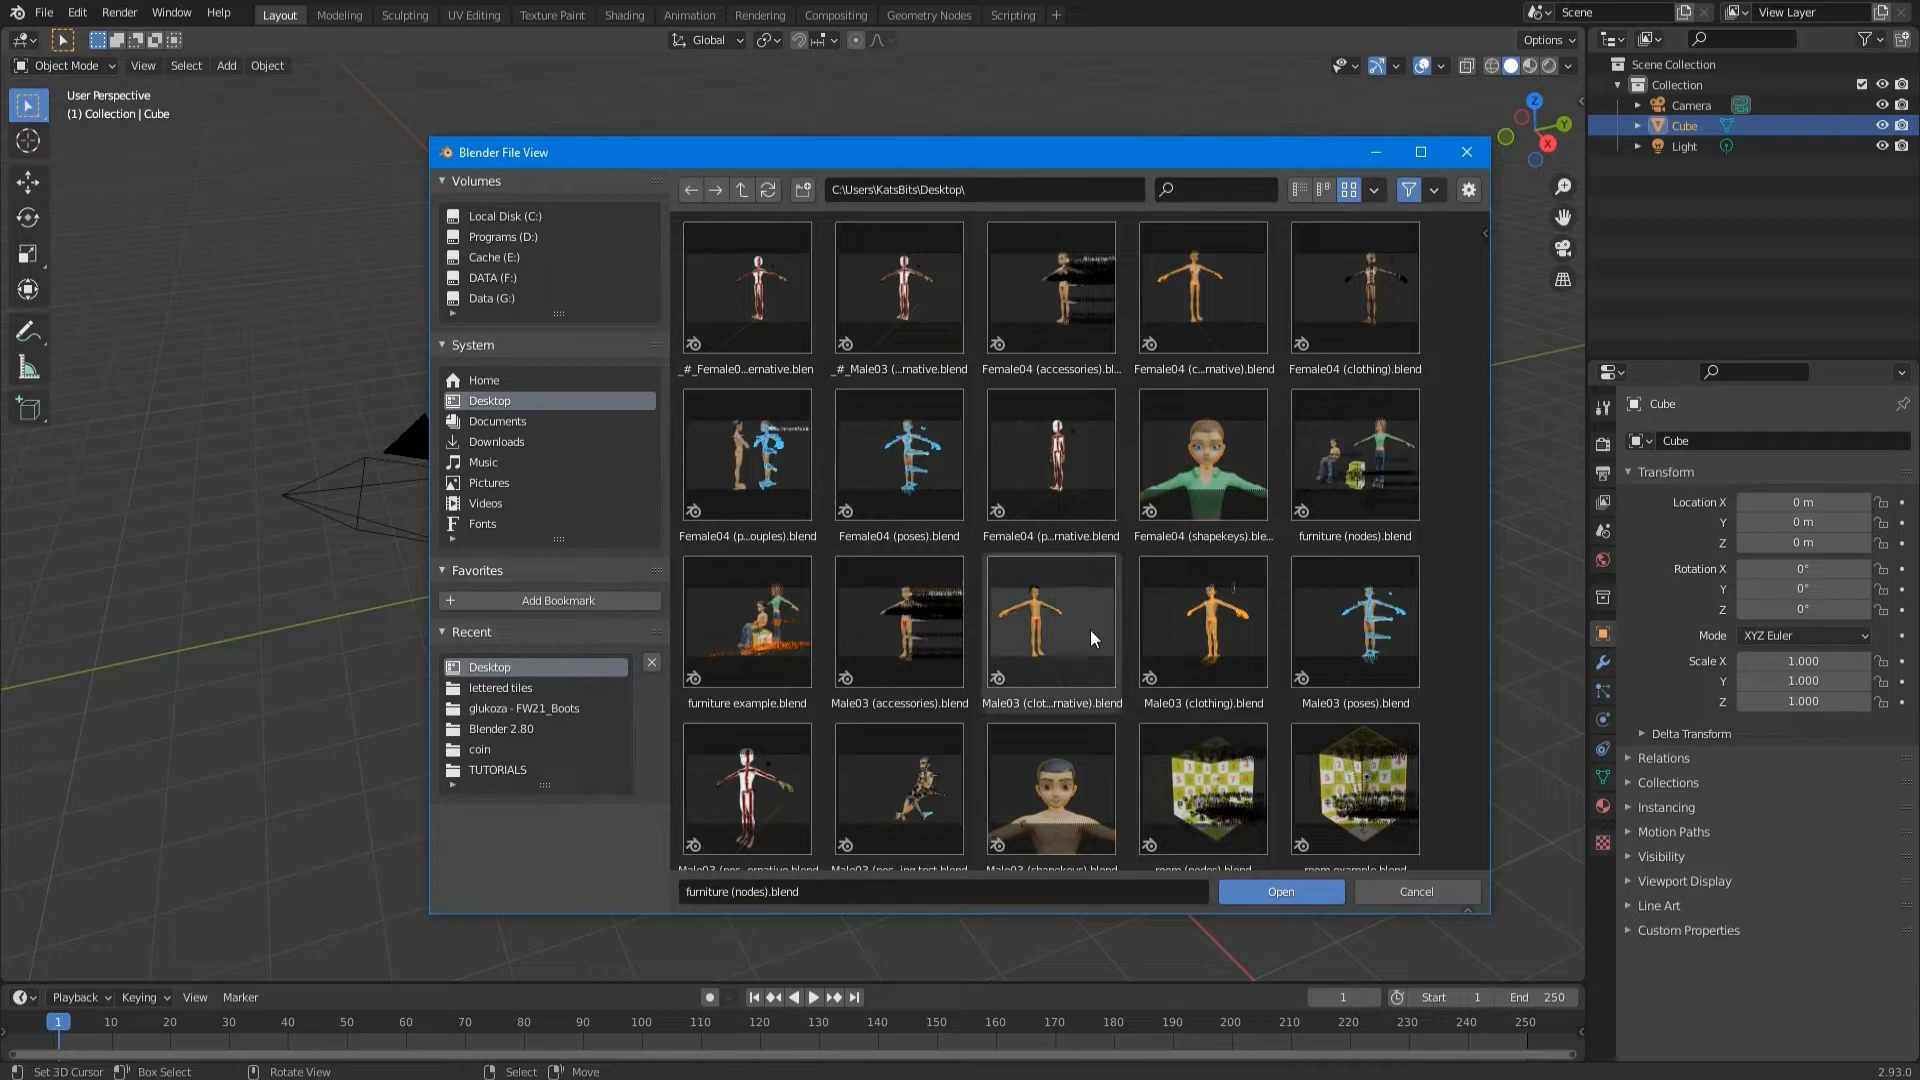 File Edit Render Window Help Layout Modeling Sculpting UV Editing Texture Paint Shading Animation Rendering Compositing Geometry Nodes Scripting + Scene View Layer
Global Options
Object Mode View Select Add Object
User Perspective
(1) Collection | Cube
Scene Collection
Collection
Camera
Cube
Light
Z
Y
X
Blender File View
Volumes
Local Disk (C:)
Programs (D:)
Cache (E:)
DATA (F:)
Data (G:)
System
Home
Desktop
Documents
Downloads
Music
Pictures
Videos
Fonts
Favorites
Add Bookmark
Recent
Desktop
lettered tiles
glukoza - FW21_Boots
Blender 2.80
coin
TUTORIALS
C:\Users\KatsBits\Desktop\
_#_Female0...ernative.blen _#_Male03 (...rnative.blend Female04 (accessories).bl... Female04 (c...rnative).blend Female04 (clothing).blend
Female04 (p...ouples).blend Female04 (poses).blend Female04 (p...rnative.blend Female04 (shapekeys).ble... furniture (nodes).blend
furniture example.blend Male03 (accessories).blend Male03 (clot...rnative).blend Male03 (clothing).blend Male03 (poses).blend
Male03 (pos...ernative.blend Male03 (pos...ing test.blend Male03 (shapekeys).blend room (nodes).blend room example.blend
furniture (nodes).blend Open Cancel
Cube
Cube
Transform
Location X 0 m
Y 0 m
Z 0 m
Rotation X 0°
Y 0°
Z 0°
Mode XYZ Euler
Scale X 1.000
Y 1.000
Z 1.000
Delta Transform
Relations
Collections
Instancing
Motion Paths
Visibility
Viewport Display
Line Art
Custom Properties
Playback Keying View Marker 1 Start 1 End 250
1 10 20 30 40 50 60 70 80 90 100 110 120 130 140 150 160 170 180 190 200 210 220 230 240 250
Set 3D Cursor Box Select Rotate View Select Move 2.93.0